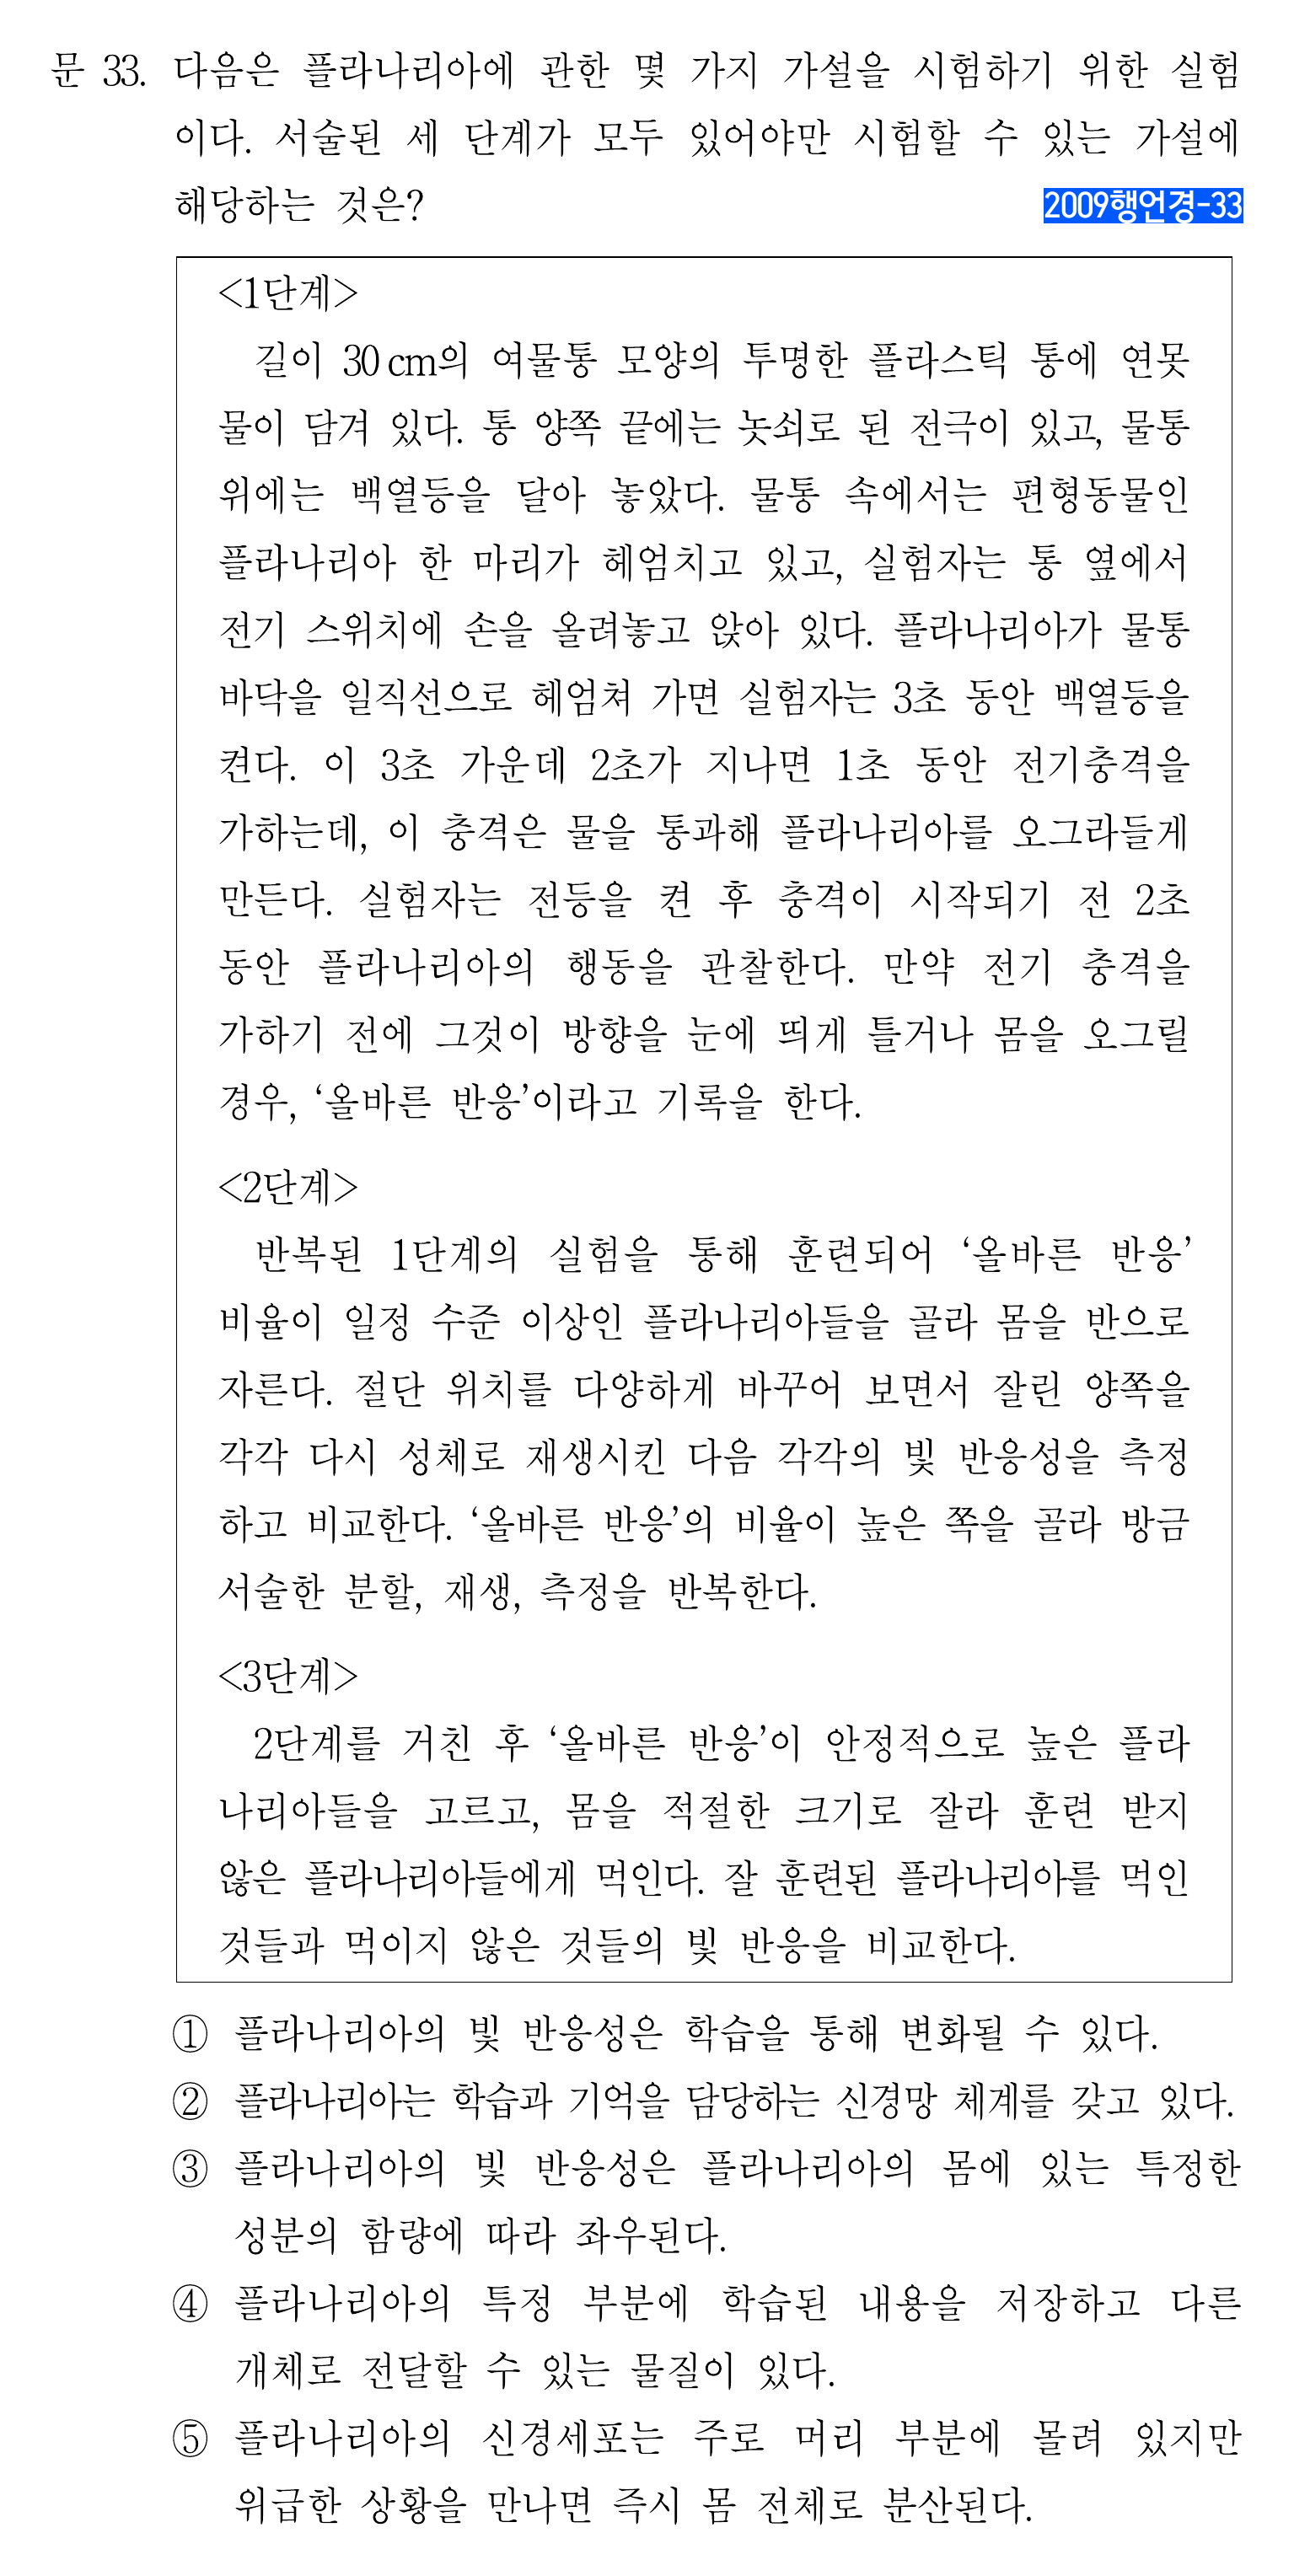 문 33. 다음은 플라나리아에 관한 몇 가지 가설을 시험하기 위한 실험
이다. 서술된 세 단계가 모두 있어야만 시험할 수 있는 가설에
해당하는 것은?
2009행언경-33
<1단계>
길이 30 cm의 여물통 모양의 투명한 플라스틱 통에 연못
물이 담겨 있다. 통 양쪽 끝에는 놋쇠로 된 전극이 있고, 물통
위에는 백열등을 달아 놓았다. 물통 속에서는 편형동물인
플라나리아 한 마리가 헤엄치고 있고, 실험자는 통 옆에서
전기 스위치에 손을 올려놓고 앉아 있다. 플라나리아가 물통
바닥을 일직선으로 헤엄쳐 가면 실험자는 3초 동안 백열등을
켠다. 이 3초 가운데 2초가 지나면 1초 동안 전기충격을
가하는데, 이 충격은 물을 통과해 플라나리아를 오그라들게
만든다. 실험자는 전등을 켠 후 충격이 시작되기 전 2초
동안 플라나리아의 행동을 관찰한다. 만약 전기 충격을
가하기 전에 그것이 방향을 눈에 띄게 틀거나 몸을 오그릴
경우, ‘올바른 반응’이라고 기록을 한다.
<2단계>
반복된 1단계의 실험을 통해 훈련되어 ‘올바른 반응’
비율이 일정 수준 이상인 플라나리아들을 골라 몸을 반으로
자른다. 절단 위치를 다양하게 바꾸어 보면서 잘린 양쪽을
각각 다시 성체로 재생시킨 다음 각각의 빛 반응성을 측정
하고 비교한다. ‘올바른 반응’의 비율이 높은 쪽을 골라 방금
서술한 분할, 재생, 측정을 반복한다.
<3단계>
2단계를 거친 후 ‘올바른 반응’이 안정적으로 높은 플라
나리아들을 고르고, 몸을 적절한 크기로 잘라 훈련 받지
않은 플라나리아들에게 먹인다. 잘 훈련된 플라나리아를 먹인
것들과 먹이지 않은 것들의 빛 반응을 비교한다.
① 플라나리아의 빛 반응성은 학습을 통해 변화될 수 있다.
② 플라나리아는 학습과 기억을 담당하는 신경망 체계를 갖고 있다.
③ 플라나리아의 빛 반응성은 플라나리아의 몸에 있는 특정한
성분의 함량에 따라 좌우된다.
④ 플라나리아의 특정 부분에 학습된 내용을 저장하고 다른
개체로 전달할 수 있는 물질이 있다.
⑤ 플라나리아의 신경세포는 주로 머리 부분에 몰려 있지만
위급한 상황을 만나면 즉시 몸 전체로 분산된다.